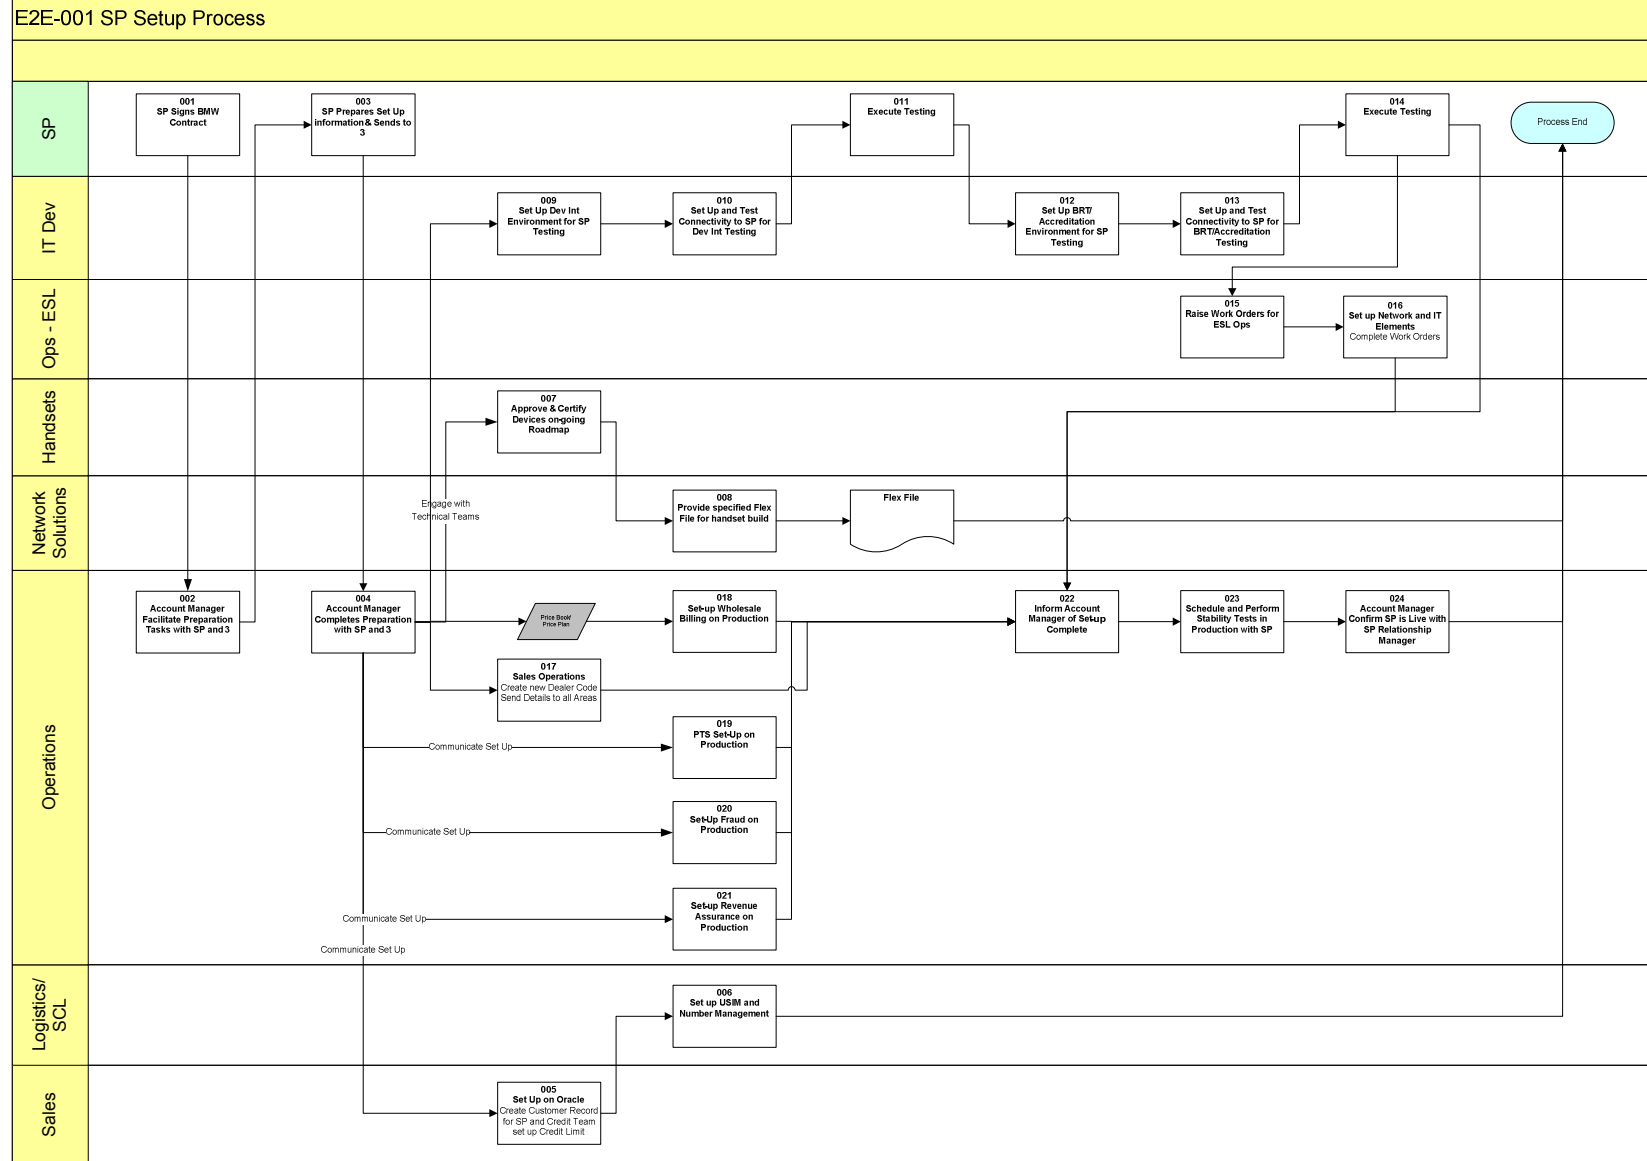 E2E-001 SP Setup Process
SP
001
SP Signs BMW
Contract
003
SP Prepares Set Up
information & Sends to
3
011
Execute Testing
014
Execute Testing
Process End
IT Dev
009
Set Up Dev Int
Environment for SP
Testing
010
Set Up and Test
Connectivity to SP for
Dev Int Testing
012
Set Up BRT/
Accreditation
Environment for SP
Testing
013
Set Up and Test
Connectivity to SP for
BRT/Accreditation
Testing
Ops - ESL
015
Raise Work Orders for
ESL Ops
016
Set up Network and IT
Elements
Complete Work Orders
Handsets
007
Approve & Certify
Devices on-going
Roadmap
Network
Solutions
Engage with
Technical Teams
008
Provide specified Flex
File for handset build
Flex File
Operations
002
Account Manager
Facilitate Preparation
Tasks with SP and 3
004
Account Manager
Completes Preparation
with SP and 3
Price Book/
Price Plan
018
Set-up Wholesale
Billing on Production
022
Inform Account
Manager of Set-up
Complete
023
Schedule and Perform
Stability Tests in
Production with SP
024
Account Manager
Confirm SP is Live with
SP Relationship
Manager
017
Sales Operations
Create new Dealer Code
Send Details to all Areas
Communicate Set Up
019
PTS Set-Up on
Production
Communicate Set Up
020
Set-Up Fraud on
Production
Communicate Set Up
021
Set-up Revenue
Assurance on
Production
Communicate Set Up
Logistics/
SCL
006
Set up USIM and
Number Management
Sales
005
Set Up on Oracle
Create Customer Record
for SP and Credit Team
set up Credit Limit